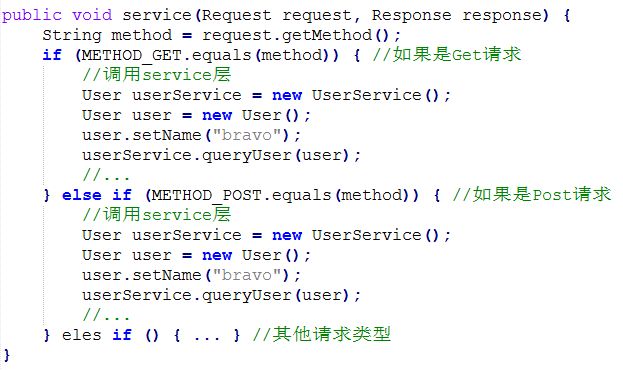 public void service(Request request, Response response) {
    String method = request.getMethod();
    if (METHOD_GET.equals(method)) { //如果是Get请求
        //调用service层
        User userService = new UserService();
        User user = new User();
        user.setName("bravo");
        userService.queryUser(user);
        //...
    } else if (METHOD_POST.equals(method)) { //如果是Post请求
        //调用service层
        User userService = new UserService();
        User user = new User();
        user.setName("bravo");
        userService.queryUser(user);
        //...
    } eles if () { ... } //其他请求类型
}